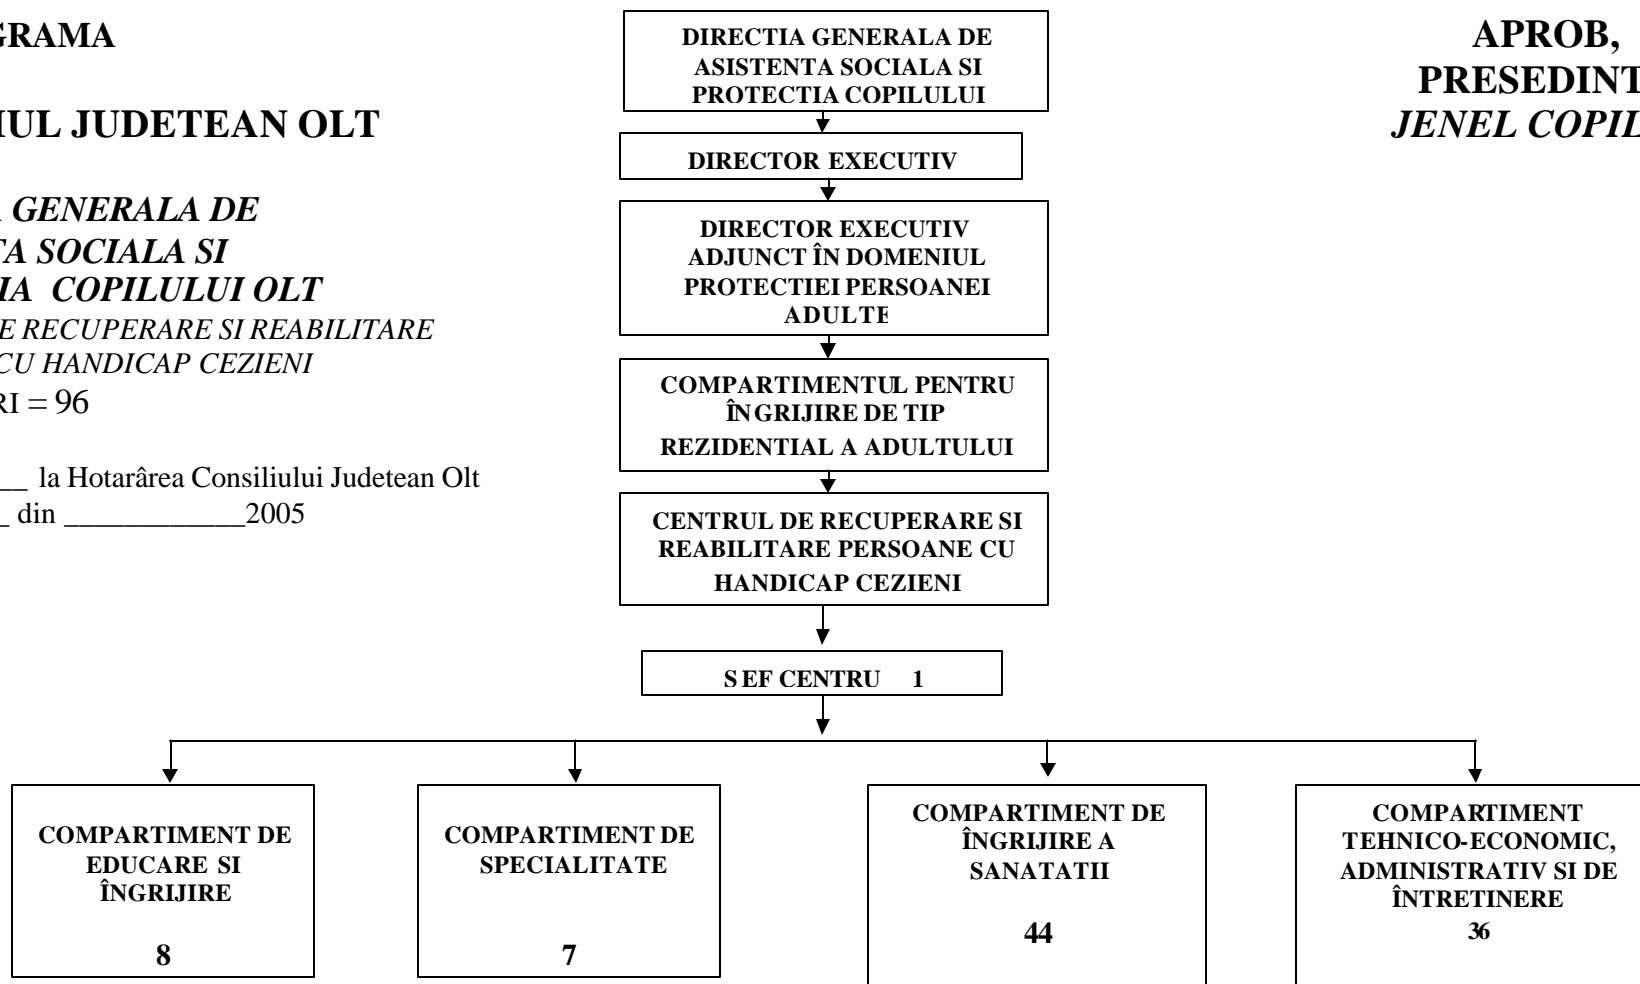 GRAMA
IUL JUDETEAN OLT
A GENERALA DE
TA SOCIALA SI
IA COPILULUI OLT
E RECUPERARE SI REABILITARE
CU HANDICAP CEZIENI
RI = 96
__ la Hotarârea Consiliului Judetean Olt
_ din ____________2005
DIRECTIA GENERALA DE
ASISTENTA SOCIALA SI
PROTECTIA COPILULUI
DIRECTOR EXECUTIV
DIRECTOR EXECUTIV
ADJUNCT ÎN DOMENIUL
PROTECTIEI PERSOANEI
ADULTE
COMPARTIMENTUL PENTRU
ÎNGRIJIRE DE TIP
REZIDENTIAL A ADULTULUI
CENTRUL DE RECUPERARE SI
REABILITARE PERSOANE CU
HANDICAP CEZIENI
SEF CENTRU 1
APROB,
PRESEDINT
JENEL COPIL
COMPARTIMENT DE
EDUCARE SI
ÎNGRIJIRE
8
COMPARTIMENT DE
SPECIALITATE
7
COMPARTIMENT DE
ÎNGRIJIRE A
SANATATII
44
COMPARTIMENT
TEHNICO-ECONOMIC,
ADMINISTRATIV SI DE
ÎNTRETINERE
36